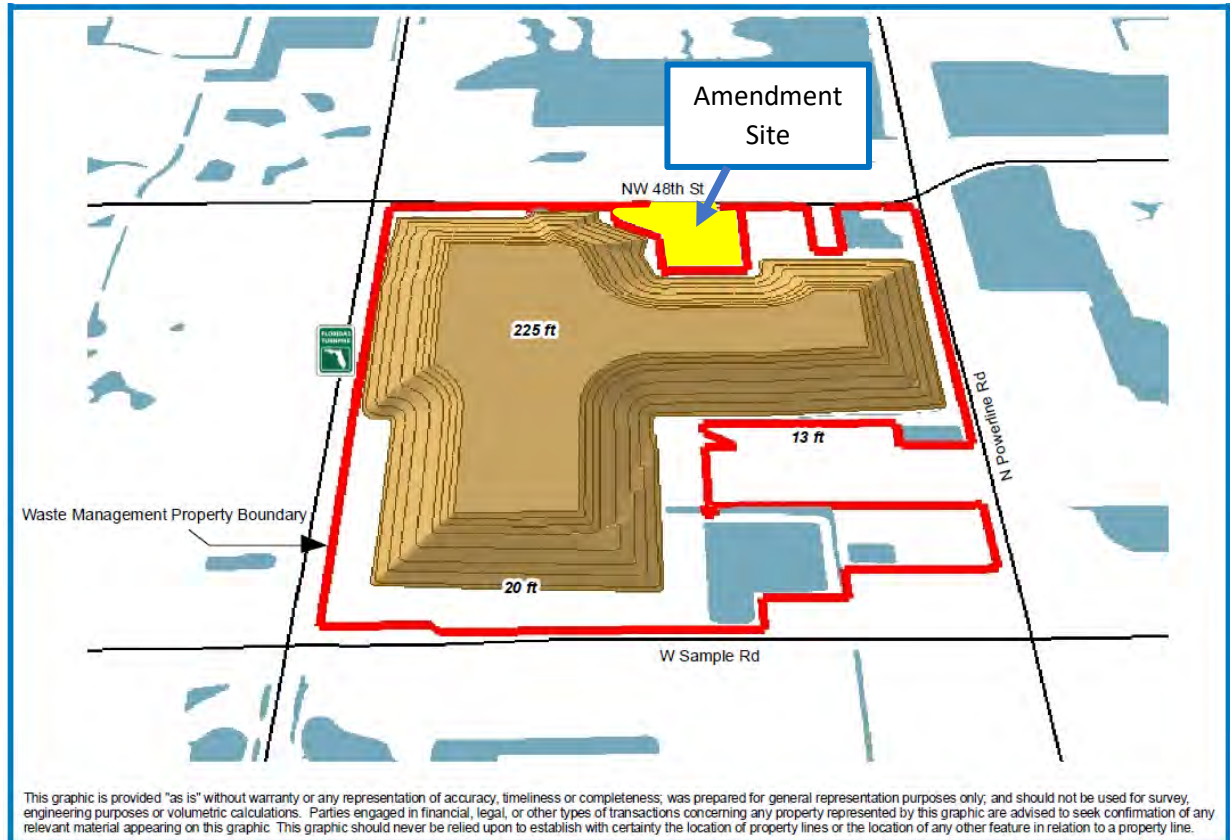 Amendment
Site
NW 48th St
225 ft
FLORIDA'S
TURNPIKE
N Powerline Rd
13 ft
Waste Management Property Boundary
20 ft
W Sample Rd
This graphic is provided "as is" without warranty or any representation of accuracy, timeliness or completeness; was prepared for general representation purposes only; and should not be used for survey,
engineering purposes or volumetric calculations. Parties engaged in financial, legal, or other types of transactions concerning any property represented by this graphic are advised to seek confirmation of any
relevant material appearing on this graphic This graphic should never be relied upon to establish with certainty the location of property lines or the location of any other feature in relation to a property line.